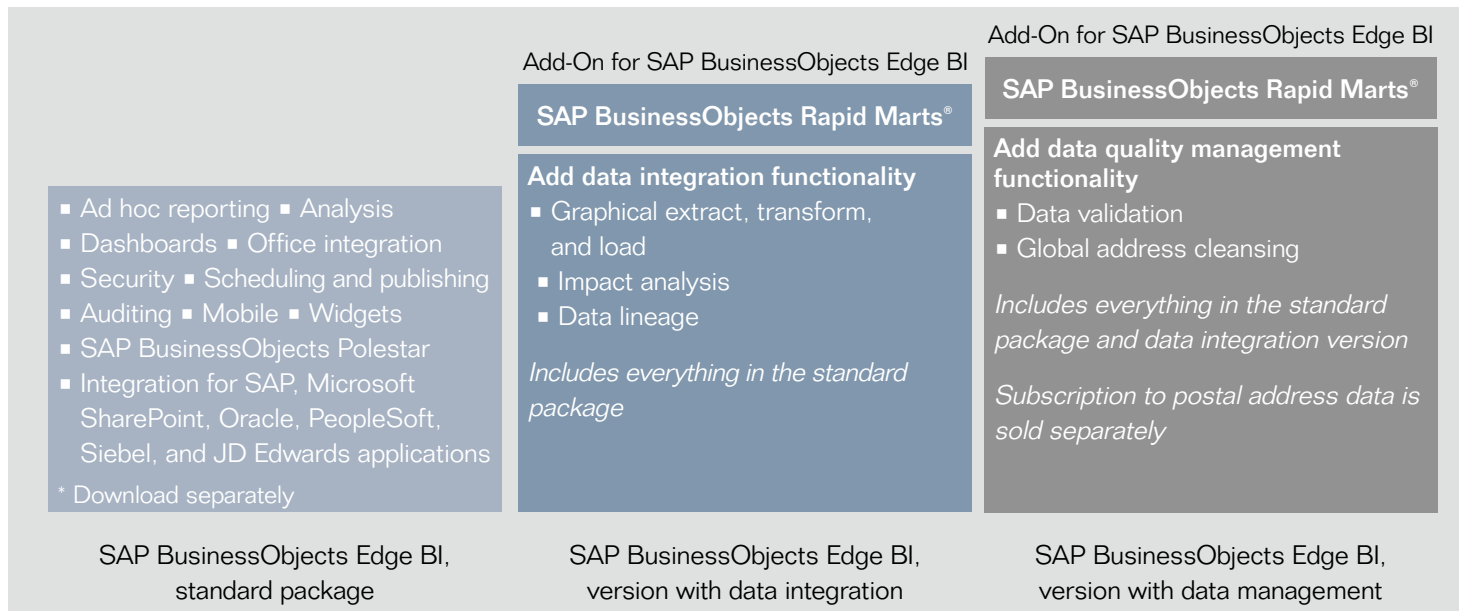 ■ Ad hoc reporting ■ Analysis
■ Dashboards ■ Office integration
■ Security ■ Scheduling and publishing
■ Auditing ■ Mobile ■ Widgets
■ SAP BusinessObjects Polestar
■ Integration for SAP, Microsoft
SharePoint, Oracle, PeopleSoft,
Siebel, and JD Edwards applications
* Download separately
SAP BusinessObjects Edge BI,
standard package
Add-On for SAP BusinessObjects Edge BI
SAP BusinessObjects Rapid Marts®
Add data integration functionality
■ Graphical extract, transform,
and load
■ Impact analysis
■ Data lineage
Includes everything in the standard
package
SAP BusinessObjects Edge BI,
version with data integration
Add-On for SAP BusinessObjects Edge BI
SAP BusinessObjects Rapid Marts®
Add data quality management
functionality
■ Data validation
■ Global address cleansing
Includes everything in the standard
package and data integration version
Subscription to postal address data is
sold separately
SAP BusinessObjects Edge BI,
version with data management